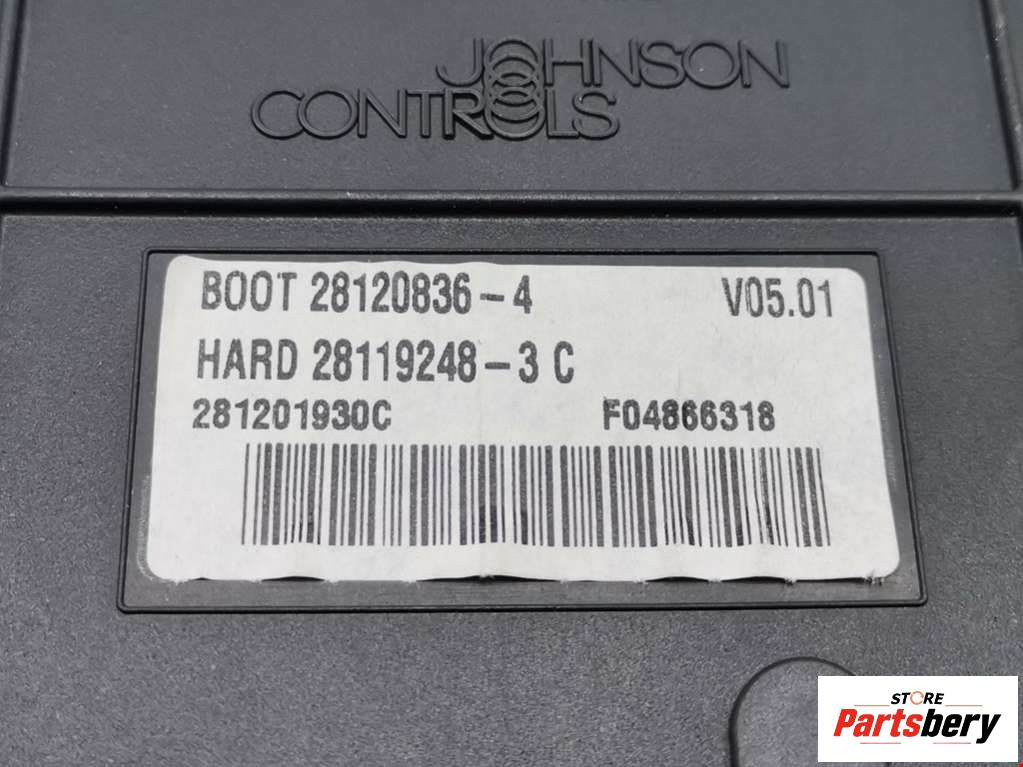 JOHNSON
CONTROLS
BOOT 28120836-4 V05.01
HARD 28119248-3 C
281201930C F04866318
STORE
Partsbery